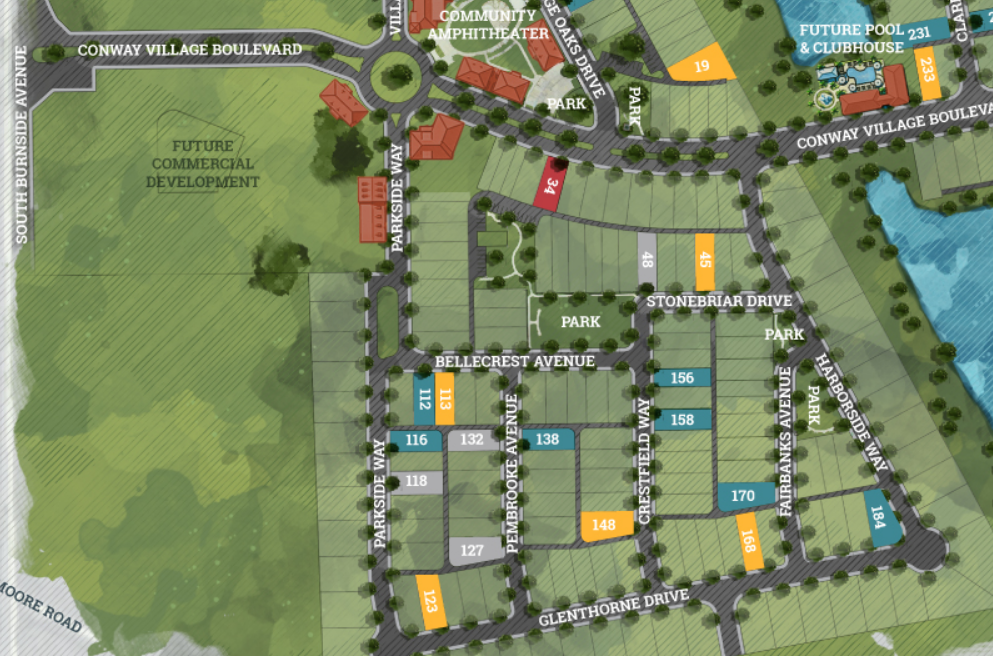 COMMUNITY
AMPHITHEATER
FUTURE POOL
& CLUBHOUSE
231
233
19
PARK
PARK
CONWAY VILLAGE BOULEVARD
SOUTH BURNSIDE AVENUE
FUTURE
COMMERCIAL
DEVELOPMENT
PARKSIDE WAY
34
48
45
STONEBRIAR DRIVE
PARK
PARK
BELLECREST AVENUE
HARBORSIDE WAY
PARK
112
113
156
158
116
132
138
118
127
148
170
168
184
123
PARKSIDE WAY
PEMBROOKE AVENUE
CRESTFIELD WAY
FAIRBANKS AVENUE
GLENTHORNE DRIVE
MOORE ROAD